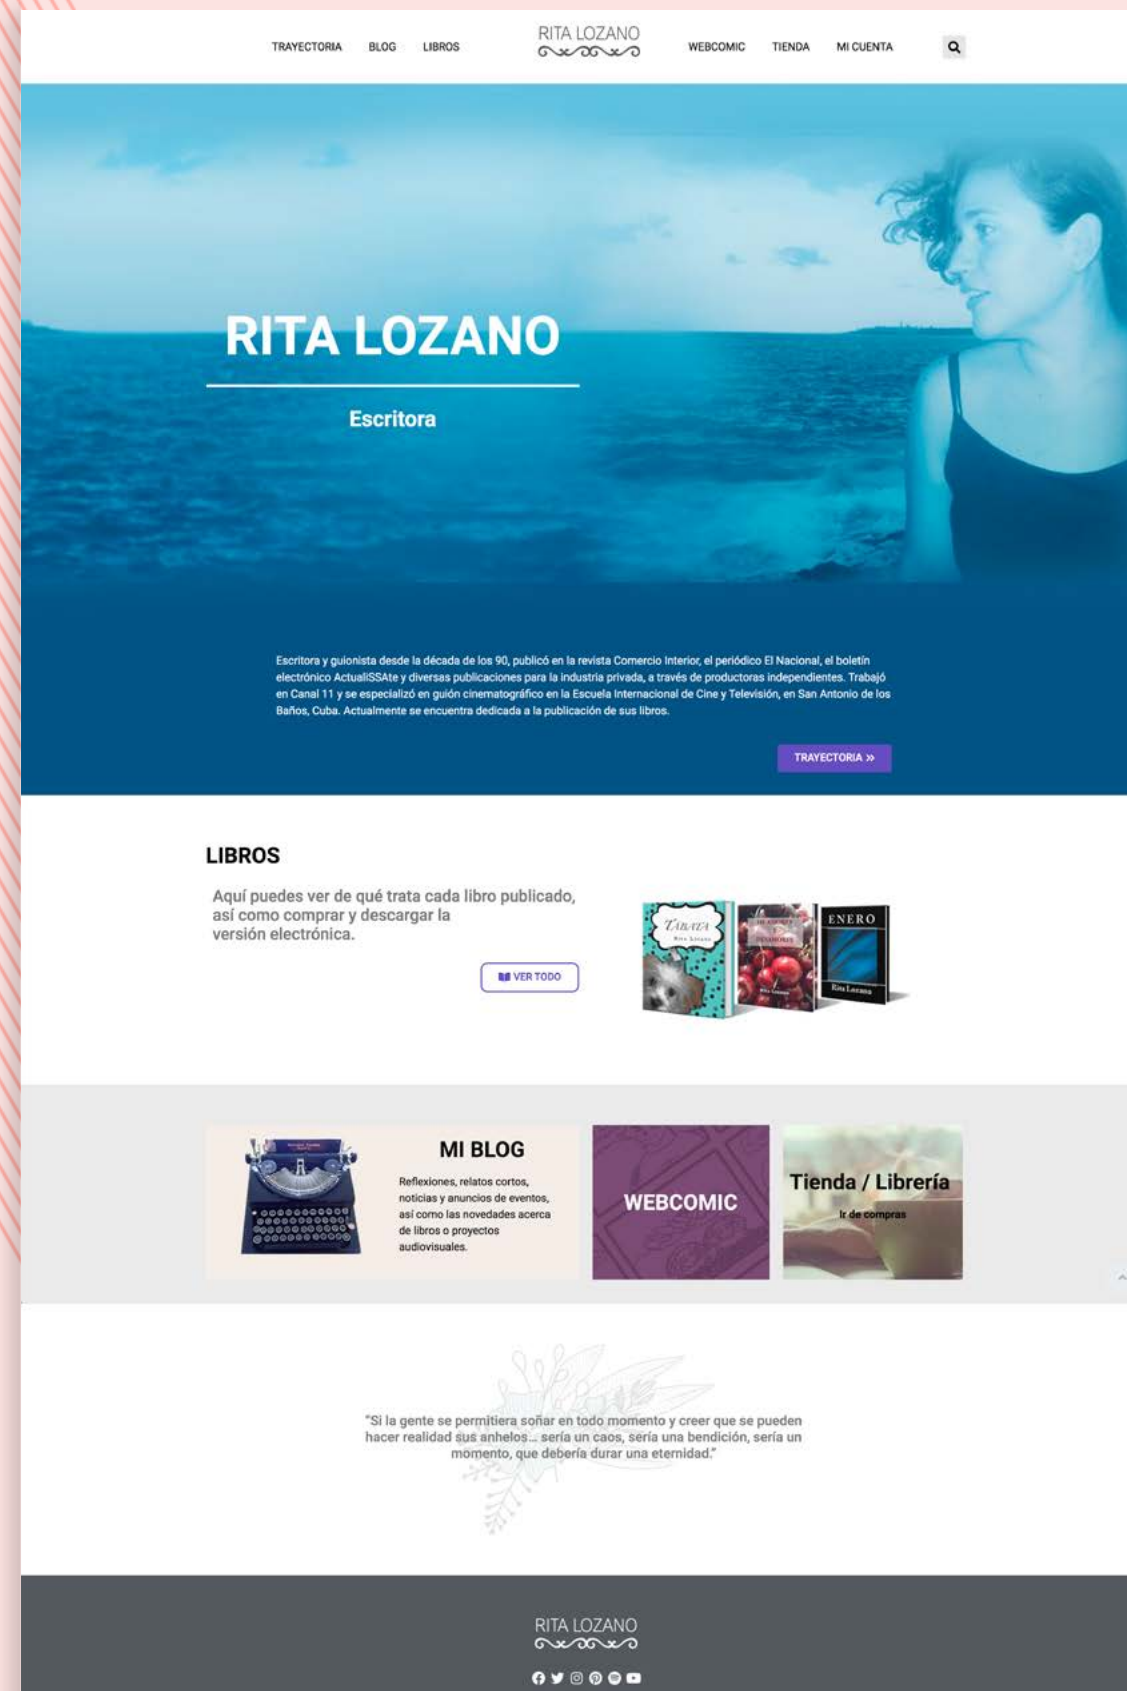 TRAYECTORIA BLOG LIBROS RITA LOZANO WEBCOMIC TIENDA MI CUENTA
RITA LOZANO
Escritora
Escritora y guionista desde la década de los 90, publicó en la revista Comercio Interior, el periódico El Nacional, el boletín
electrónico ActualiSSAte y diversas publicaciones para la industria privada, a través de productoras independientes. Trabajó
en Canal 11 y se especializó en guión cinematográfico en la Escuela Internacional de Cine y Televisión, en San Antonio de los
Baños, Cuba. Actualmente se encuentra dedicada a la publicación de sus libros.
TRAYECTORIA »
LIBROS
Aquí puedes ver de qué trata cada libro publicado,
así como comprar y descargar la
versión electrónica.
VER TODO
TÁBATA
Rita Lozano
ENERO
Rita Lozano
MI BLOG
Reflexiones, relatos cortos,
noticias y anuncios de eventos,
así como las novedades acerca
de libros o proyectos
audiovisuales.
WEBCOMIC
Tienda / Librería
Ir de compras
"Si la gente se permitiera soñar en todo momento y creer que se pueden
hacer realidad sus anhelos... sería un caos, sería una bendición, sería un
momento, que debería durar una eternidad."
RITA LOZANO